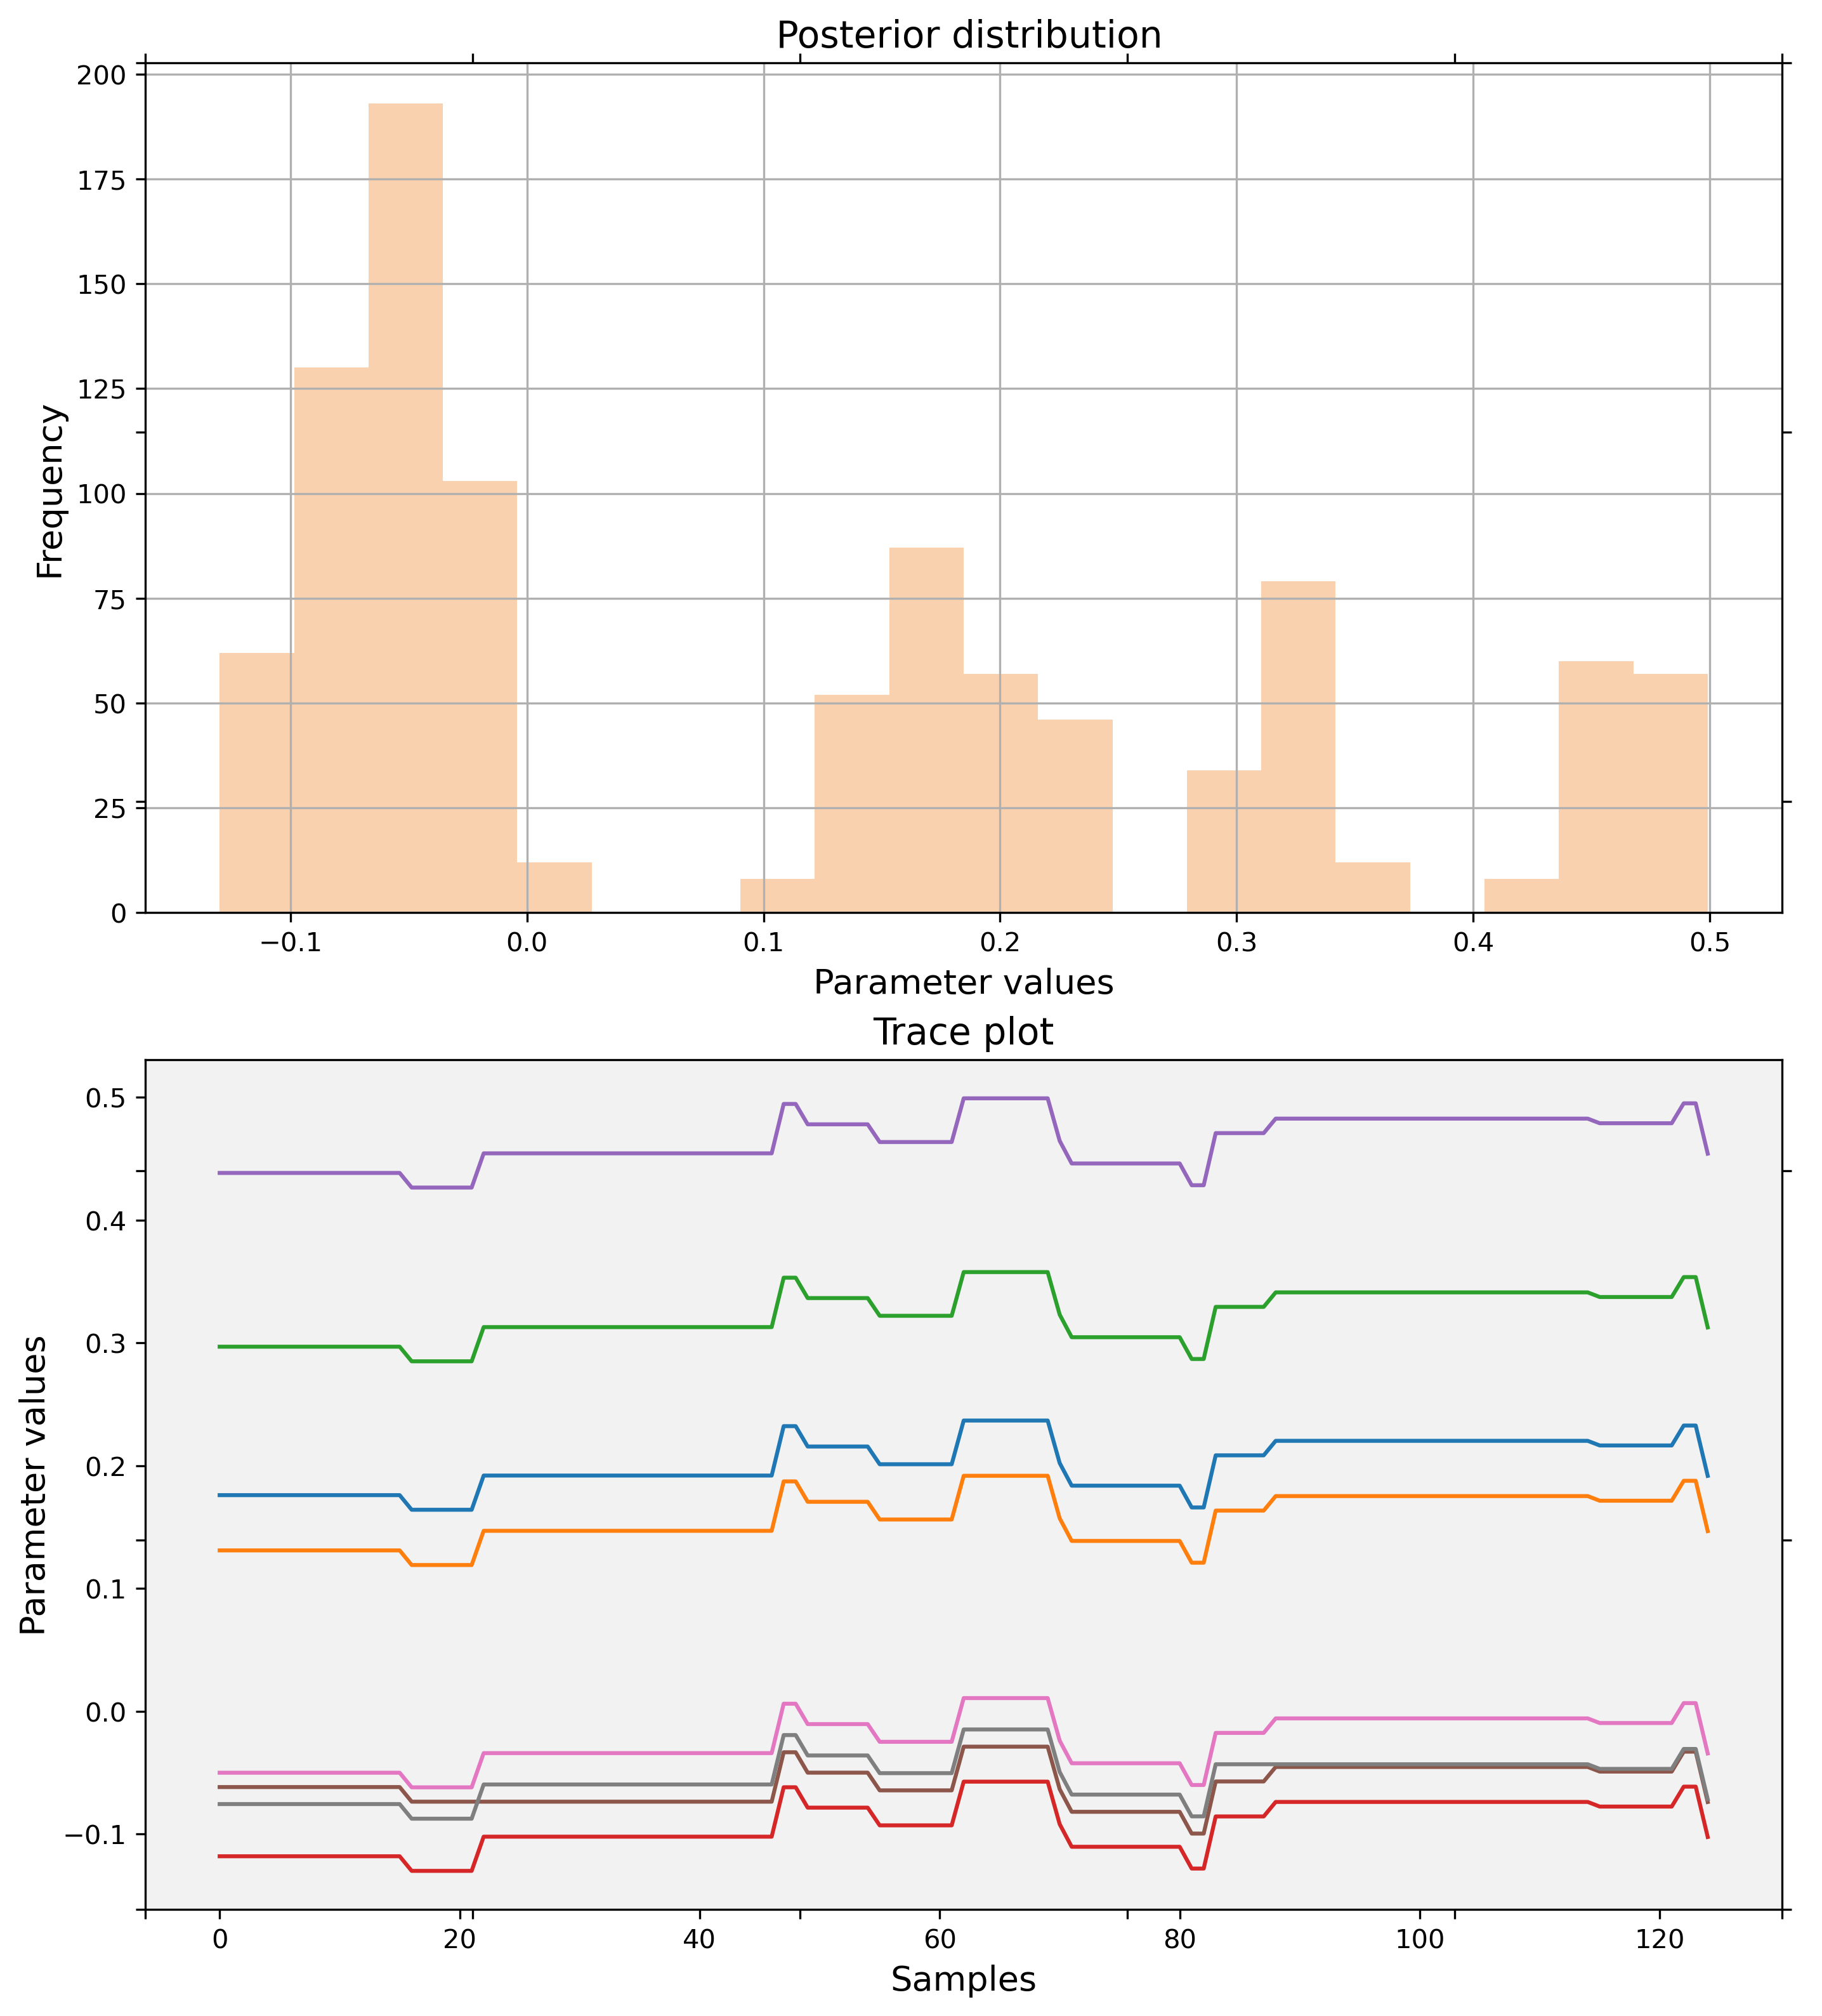 Posterior distribution
200
175
150
125
100
75
50
25
0
Frequency
−0.1 0.0 0.1 0.2 0.3 0.4 0.5
Parameter values
Trace plot
0.5
0.4
0.3
0.2
0.1
0.0
−0.1
Parameter values
0 20 40 60 80 100 120
Samples